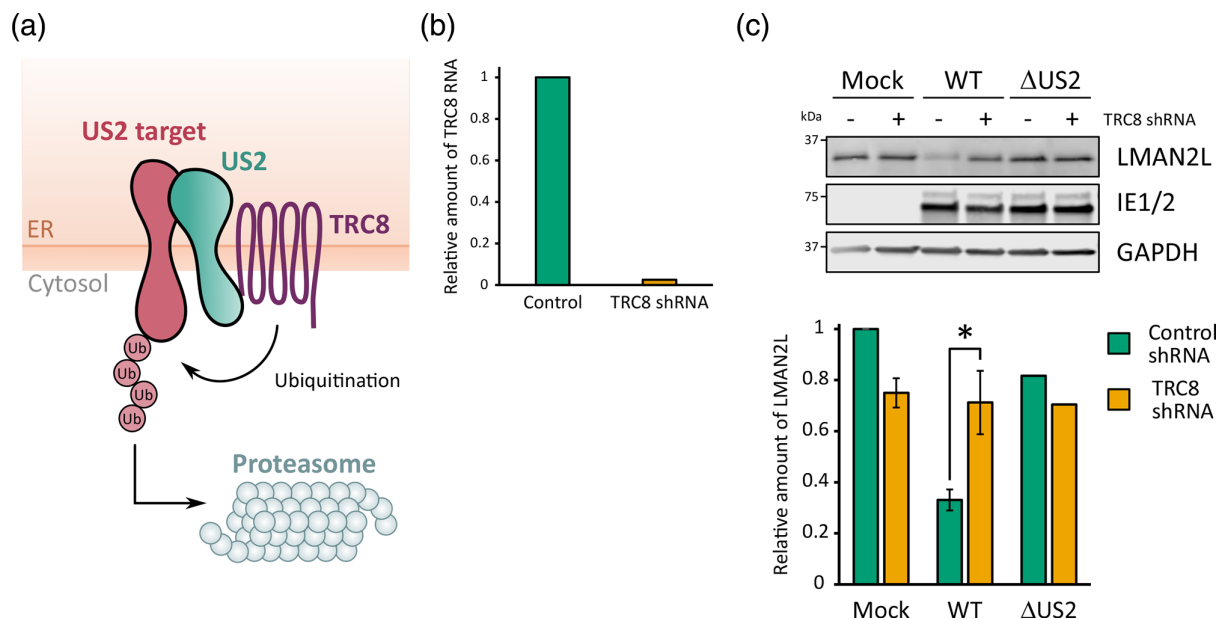 (a)
US2 target
US2
TRC8
ER
Cytosol
Ub
Ub
Ub
Ub
Ubiquitination
Proteasome
(b)
Relative amount of TRC8 RNA
1
0.8
0.6
0.4
0.2
0
Control
TRC8 shRNA
(c)
Mock WT ΔUS2
kDa - + - + - + TRC8 shRNA
37 LMAN2L
75 IE1/2
37 GAPDH
Relative amount of LMAN2L
1
0.8
0.6
0.4
0.2
0
*
Mock WT ΔUS2
Control
shRNA
TRC8
shRNA